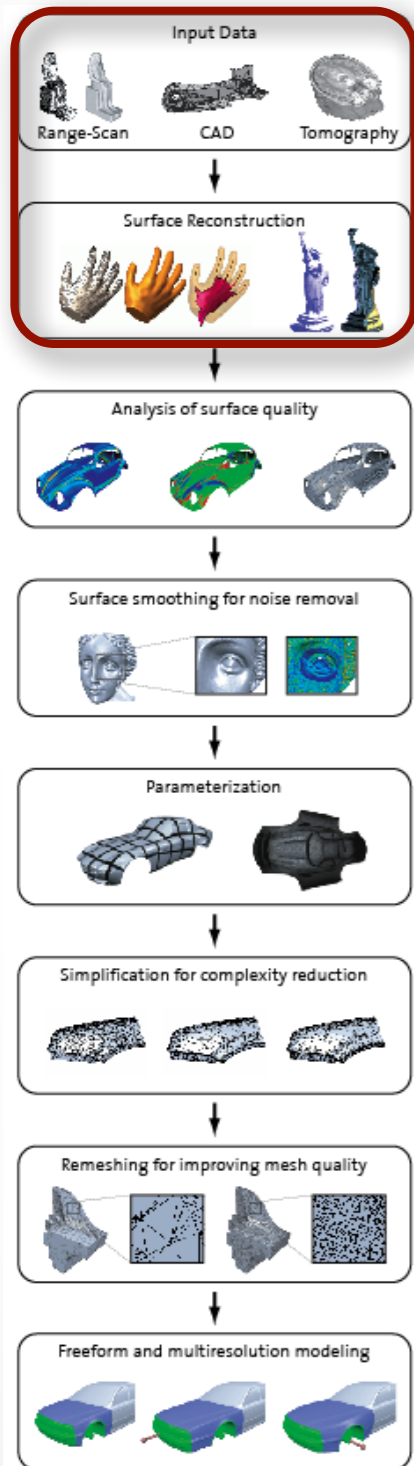 Input Data
Range-Scan CAD Tomography
Surface Reconstruction
Analysis of surface quality
Surface smoothing for noise removal
Parameterization
Simplification for complexity reduction
Remeshing for improving mesh quality
Freeform and multiresolution modeling